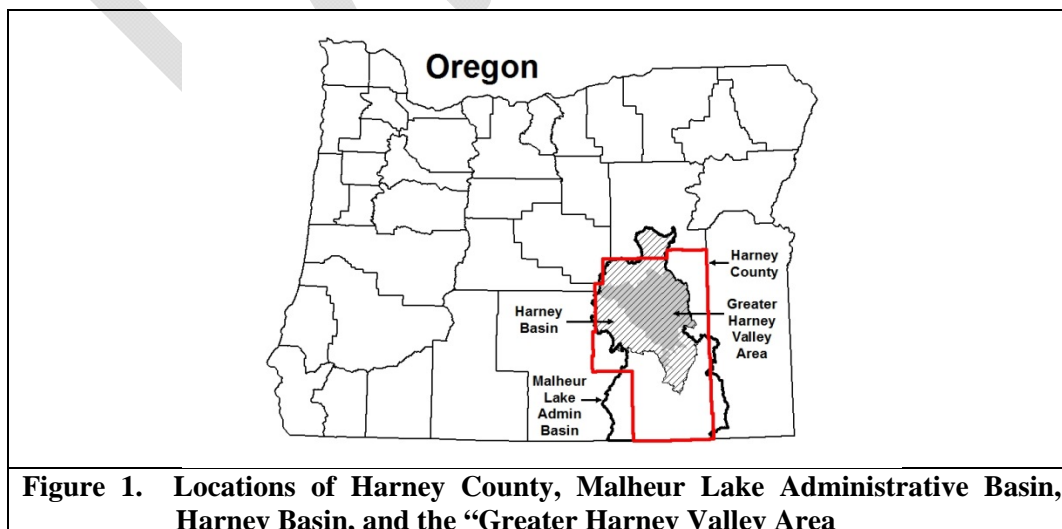 Oregon
Harney
County
Harney
Basin
Greater
Harney
Valley
Area
Malheur
Lake
Admin
Basin
Figure 1. Locations of Harney County, Malheur Lake Administrative Basin,
Harney Basin, and the “Greater Harney Valley Area